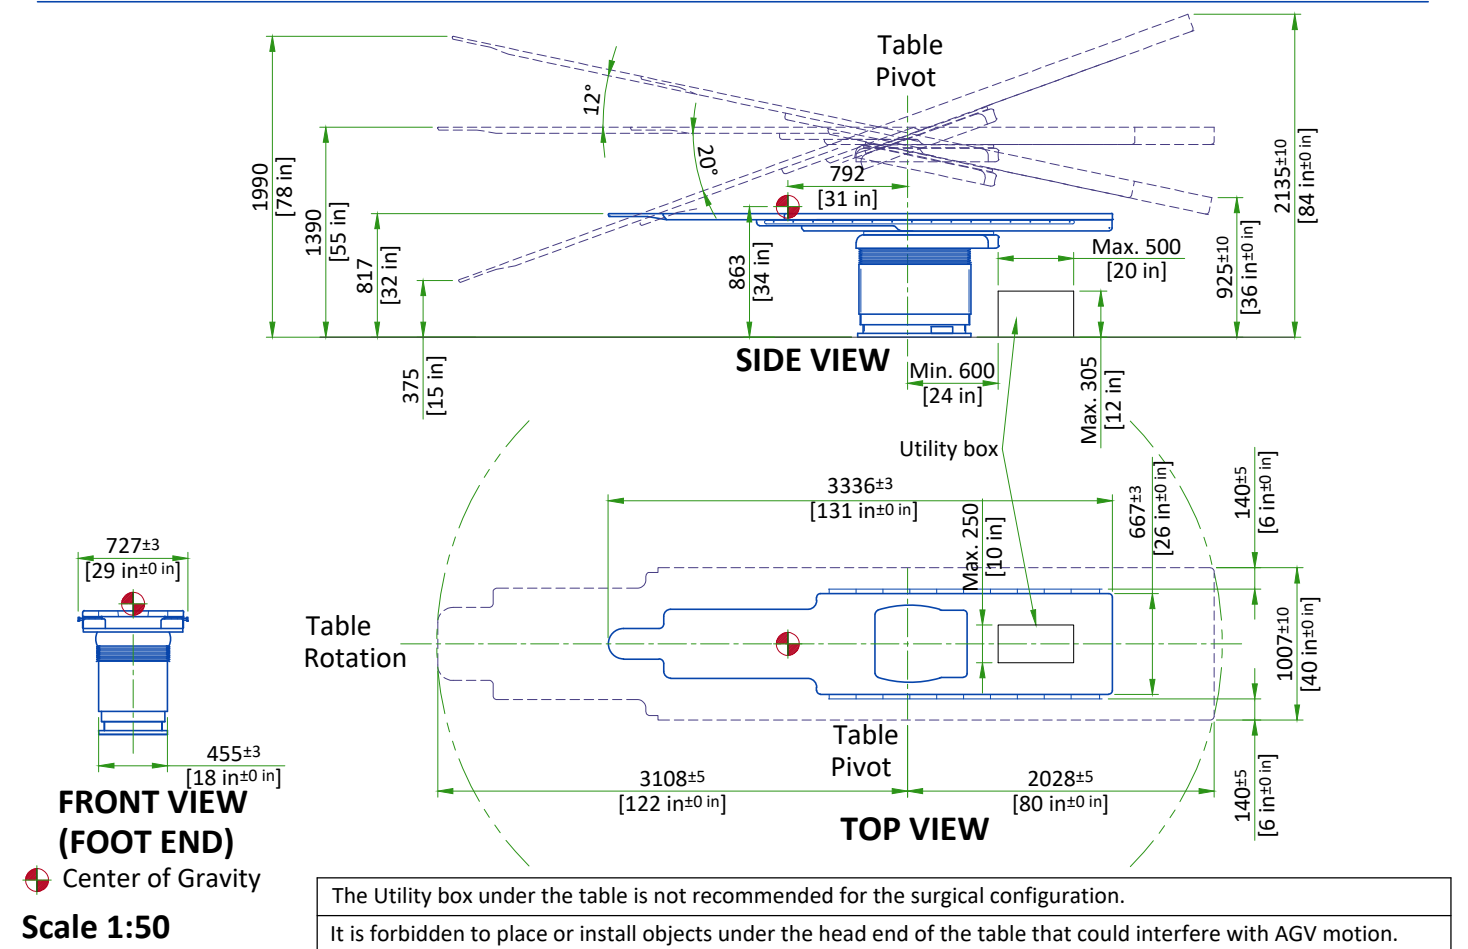 Table
Pivot
1990
[78 in]
1390
[55 in]
817
[32 in]
375
[15 in]
12°
20°
792
[31 in]
863
[34 in]
Max. 500
[20 in]
925±10
[36 in±0 in]
2135±10
[84 in±0 in]
SIDE VIEW
Min. 600
[24 in]
Max. 305
[12 in]
Utility box
3336±3
[131 in±0 in]
Max. 250
[10 in]
667±3
[26 in±0 in]
140±5
[6 in±0 in]
727±3
[29 in±0 in]
Table
Rotation
1007±10
[40 in±0 in]
Table
Pivot
455±3
[18 in±0 in]
3108±5
[122 in±0 in]
2028±5
[80 in±0 in]
140±5
[6 in±0 in]
FRONT VIEW
(FOOT END)
TOP VIEW
Center of Gravity
Scale 1:50
The Utility box under the table is not recommended for the surgical configuration.
It is forbidden to place or install objects under the head end of the table that could interfere with AGV motion.